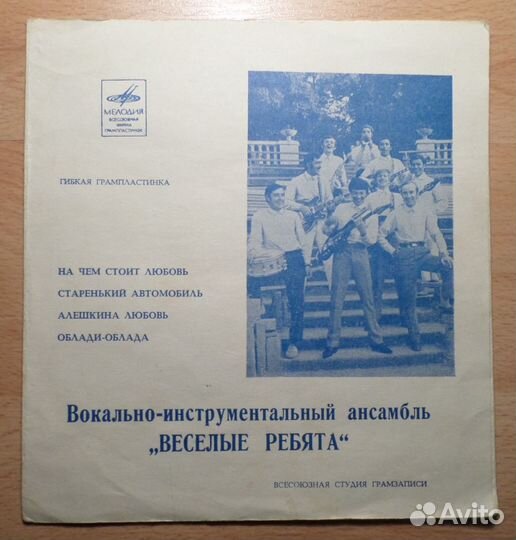 МЕЛОДИЯ
ВСЕСОЮЗНАЯ
ФИРМА
ГРАМПЛАСТИНОК
ГИБКАЯ ГРАМПЛАСТИНКА
НА ЧЕМ СТОИТ ЛЮБОВЬ
СТАРЕНЬКИЙ АВТОМОБИЛЬ
АЛЕШКИНА ЛЮБОВЬ
ОБЛАДИ-ОБЛАДА
Вокально-инструментальный ансамбль
„ВЕСЕЛЫЕ РЕБЯТА“
ВСЕСОЮЗНАЯ СТУДИЯ ГРАМЗАПИСИ
Avito